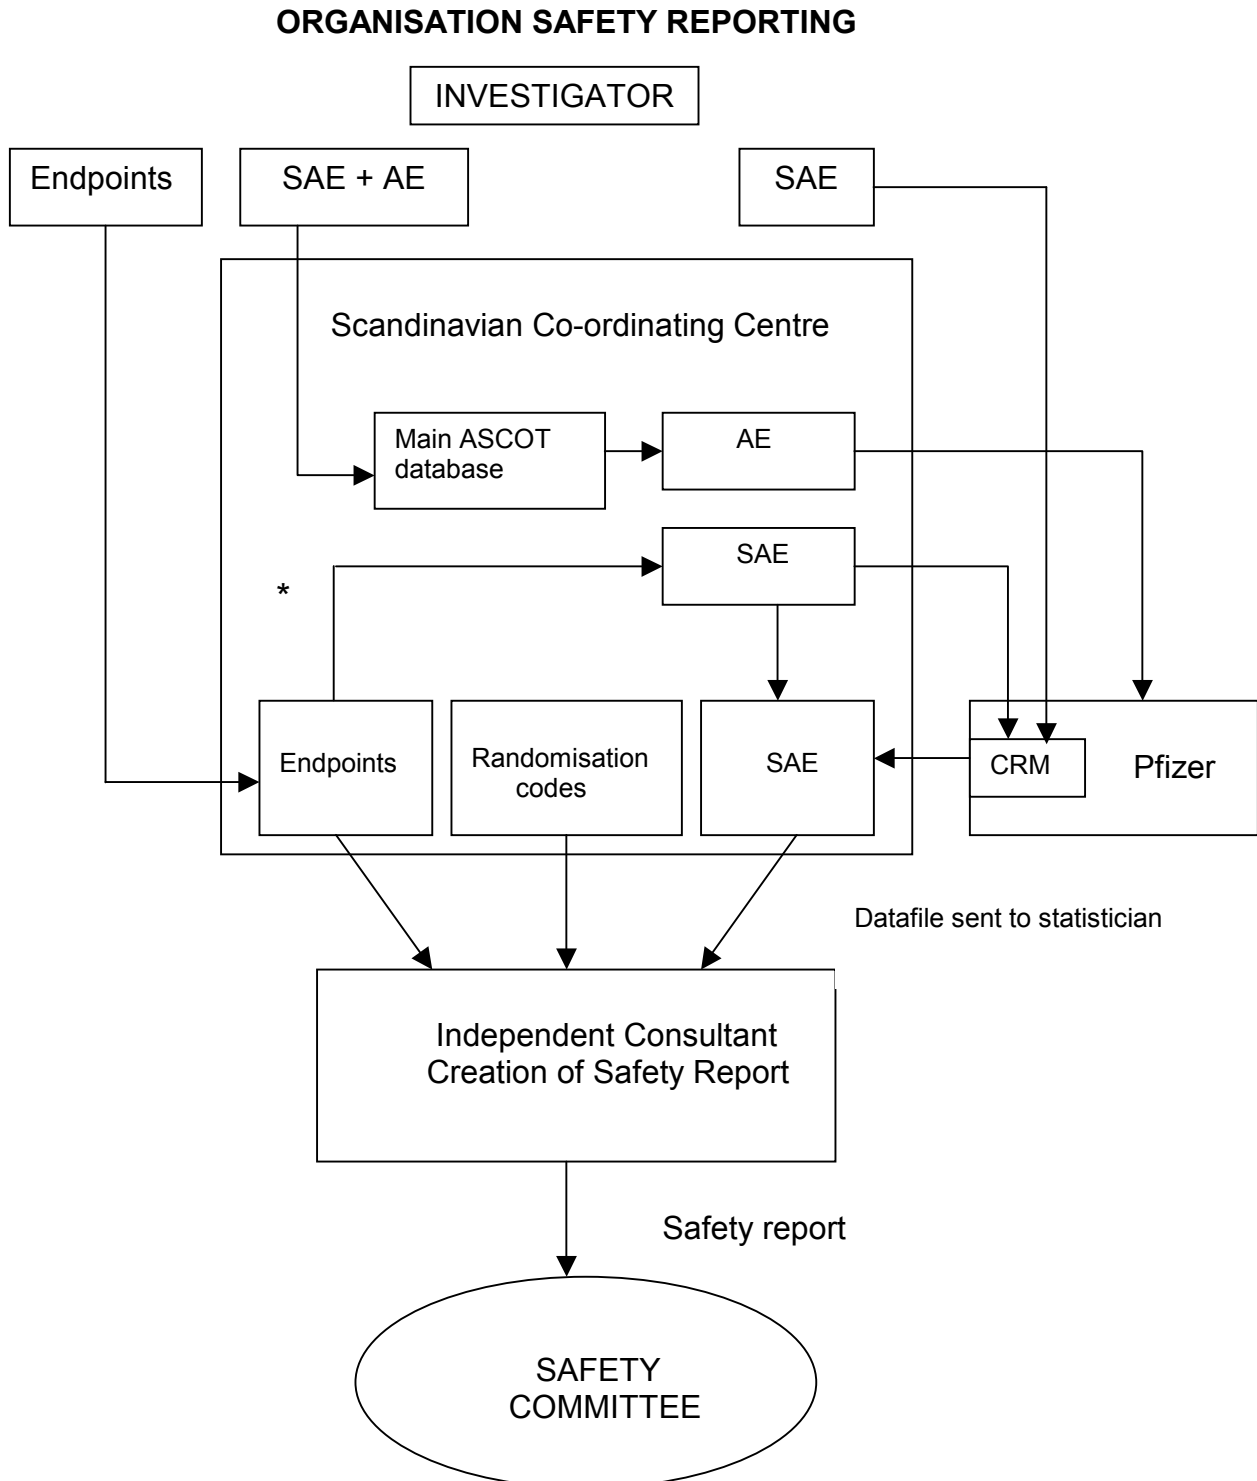 ORGANISATION SAFETY REPORTING
INVESTIGATOR
Endpoints
SAE + AE
SAE
Scandinavian Co-ordinating Centre
Main ASCOT
database
AE
SAE
*
Endpoints
Randomisation
codes
SAE
CRM
Pfizer
Datafile sent to statistician
Independent Consultant
Creation of Safety Report
Safety report
SAFETY
COMMITTEE